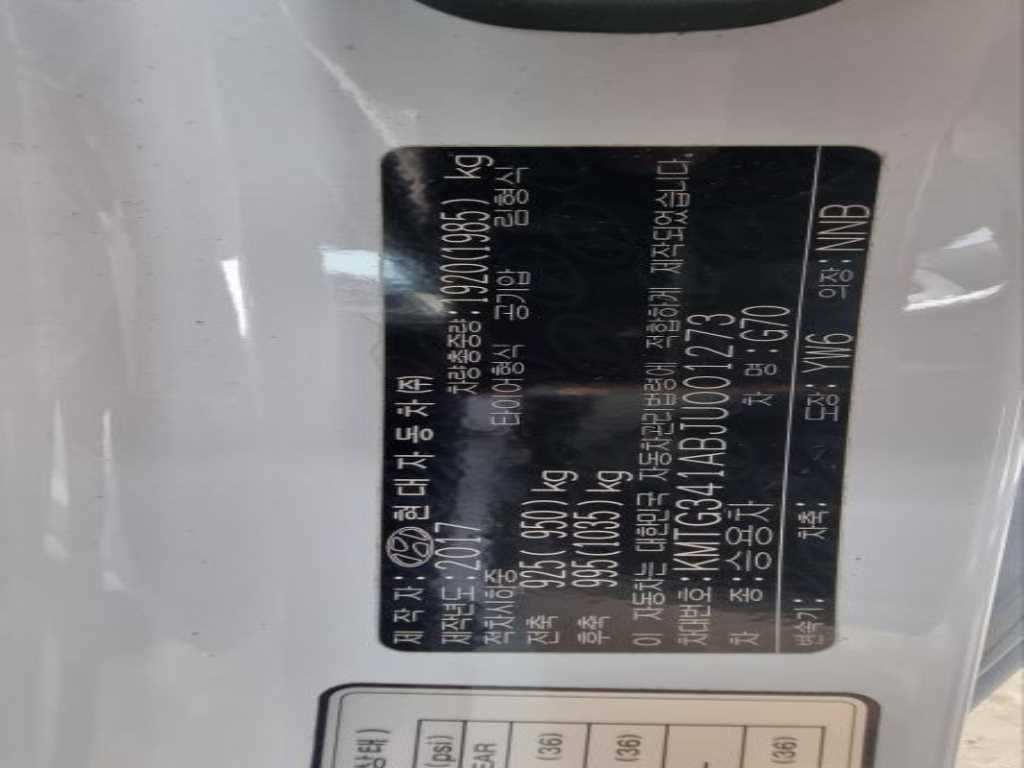 제 작 자 : 현 대 자 동 차 (주)
제작년도 : 2017 차량총중량 : 1920(1985) kg
적차시하중 타이어형식 공기압 림형식
전축 925( 950) kg
후축 995(1035) kg
이 자동차는 대한민국 자동차관련법령에 적합하게 제작되었습니다.
차대번호 : KMTG341ABJU001273
차 종 : 승용차 차 명 : G70
변속기 : 차축 : 도장 : YW6 의장 : NNB
상태)
(psi)
EAR
(36)
(36)
-
(36)